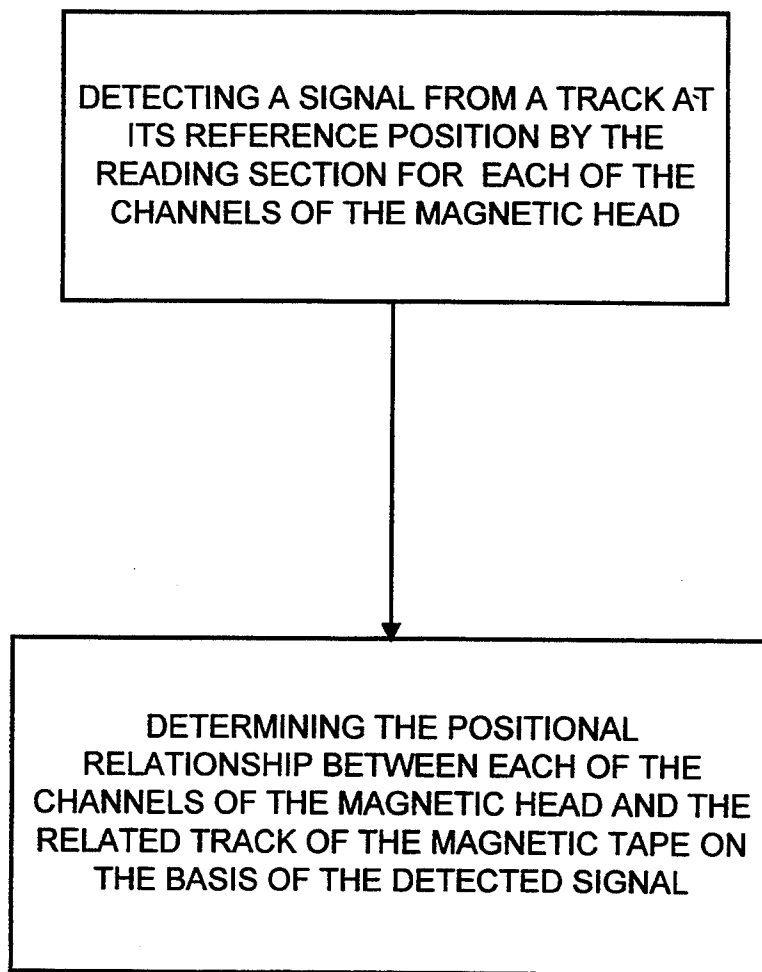 DETECTING A SIGNAL FROM A TRACK AT
ITS REFERENCE POSITION BY THE
READING SECTION FOR EACH OF THE
CHANNELS OF THE MAGNETIC HEAD
DETERMINING THE POSITIONAL
RELATIONSHIP BETWEEN EACH OF THE
CHANNELS OF THE MAGNETIC HEAD AND THE
RELATED TRACK OF THE MAGNETIC TAPE ON
THE BASIS OF THE DETECTED SIGNAL